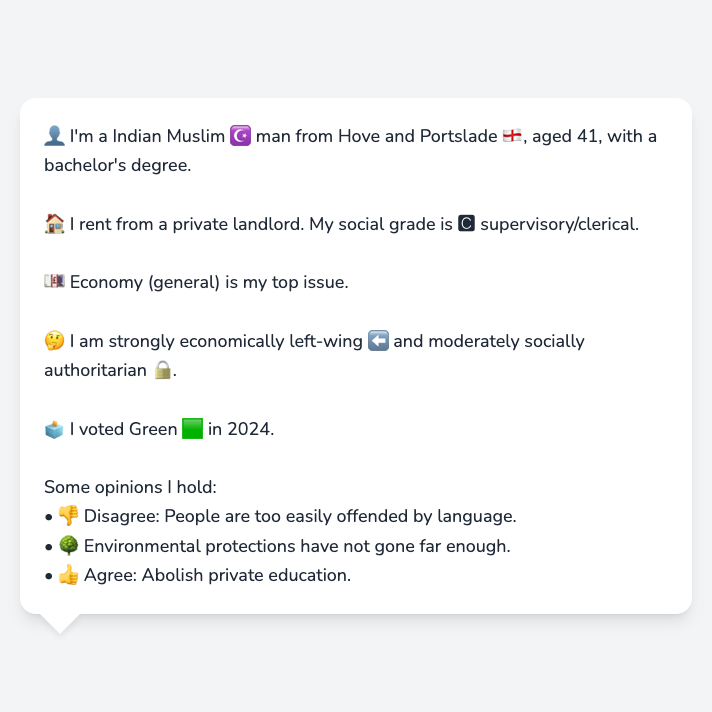 👤 I'm a Indian Muslim ☪️ man from Hove and Portslade 🏴󠁧󠁢󠁥󠁮󠁧󠁿, aged 41, with a
bachelor's degree.
🏠 I rent from a private landlord. My social grade is 🅲 supervisory/clerical.
💷 Economy (general) is my top issue.
🤔 I am strongly economically left-wing ⬅️ and moderately socially
authoritarian 🔒.
🗳️ I voted Green 🟩 in 2024.
Some opinions I hold:
• 👎 Disagree: People are too easily offended by language.
• 🌳 Environmental protections have not gone far enough.
• 👍 Agree: Abolish private education.